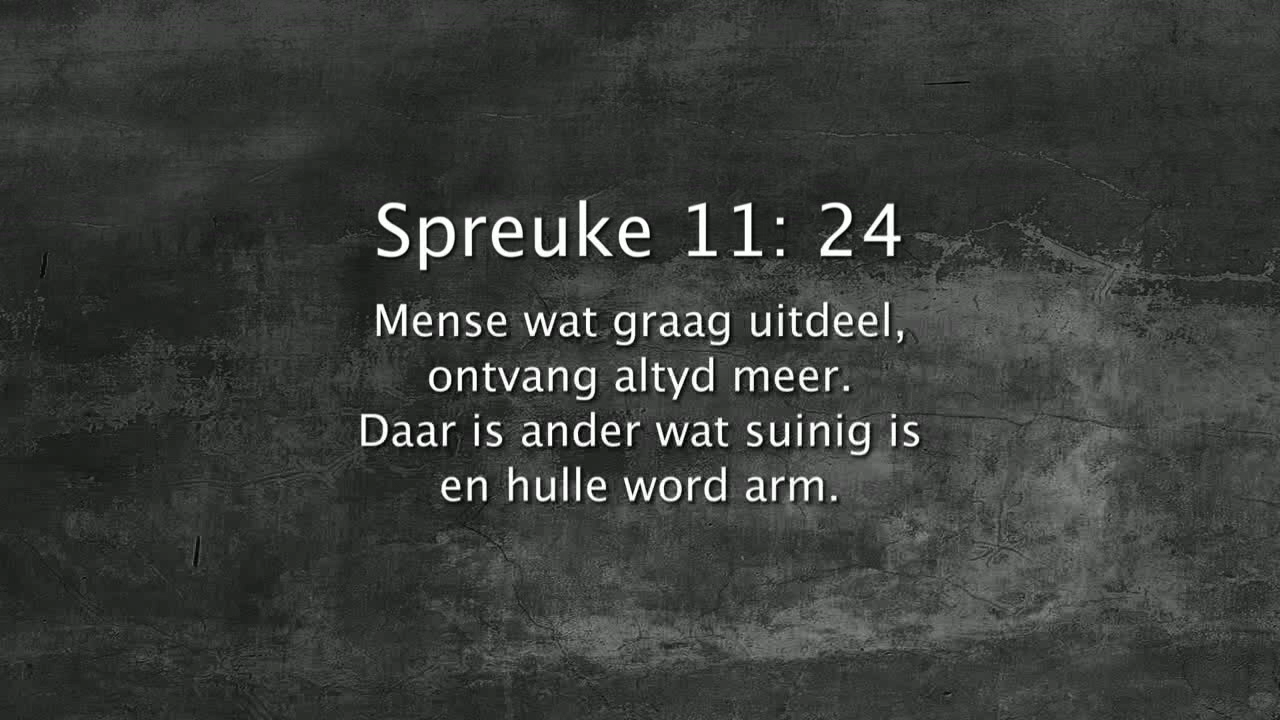 Spreuke 11: 24
Mense wat graag uitdeel,
ontvang altyd meer.
Daar is ander wat suinig is
en hulle word arm.